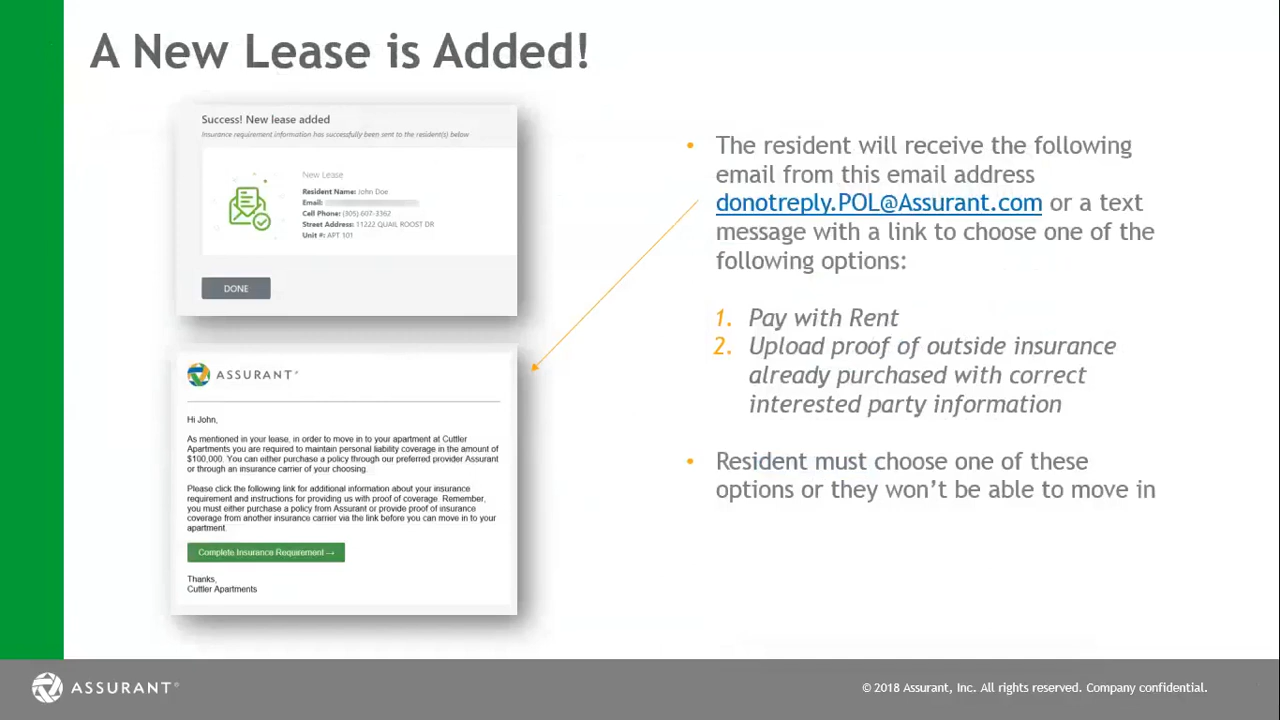 A New Lease is Added!
Success! New lease added
Insurance requirement information has successfully been sent to the resident(s) below
New Lease
Resident Name: John Doe
Email:
Cell Phone: (305) 607-3362
Street Address: 11222 QUAIL ROOST DR
Unit #: APT 101
DONE
ASSURANT®
Hi John,
As mentioned in your lease, in order to move in to your apartment at Cuttler
Apartments you are required to maintain personal liability coverage in the amount of
$100,000. You can either purchase a policy through our preferred provider Assurant
or through an insurance carrier of your choosing.
Please click the following link for additional information about your insurance
requirement and instructions for providing us with proof of coverage. Remember,
you must either purchase a policy from Assurant or provide proof of insurance
coverage from another insurance carrier via the link before you can move in to your
apartment.
Complete Insurance Requirement →
Thanks,
Cuttler Apartments
• The resident will receive the following
email from this email address
donotreply.POL@Assurant.com or a text
message with a link to choose one of the
following options:
1. Pay with Rent
2. Upload proof of outside insurance
already purchased with correct
interested party information
• Resident must choose one of these
options or they won’t be able to move in
ASSURANT®
© 2018 Assurant, Inc. All rights reserved. Company confidential.